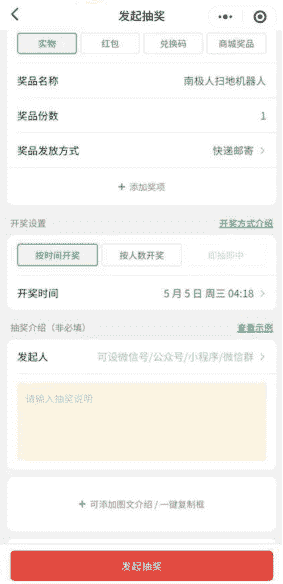 发起抽奖
实物 红包 兑换码 商城奖品
奖品名称 南极人扫地机器人
奖品份数 1
奖品发放方式 快递邮寄 >
+ 添加奖项
开奖设置 开奖方式介绍
按时间开奖 按人数开奖 即抽即中
开奖时间 5月5日 周三 04:18 >
抽奖介绍（非必填） 查看示例
发起人 可设微信号/公众号/小程序/微信群 >
请输入抽奖说明
+ 可添加图文介绍 / 一键复制框
发起抽奖